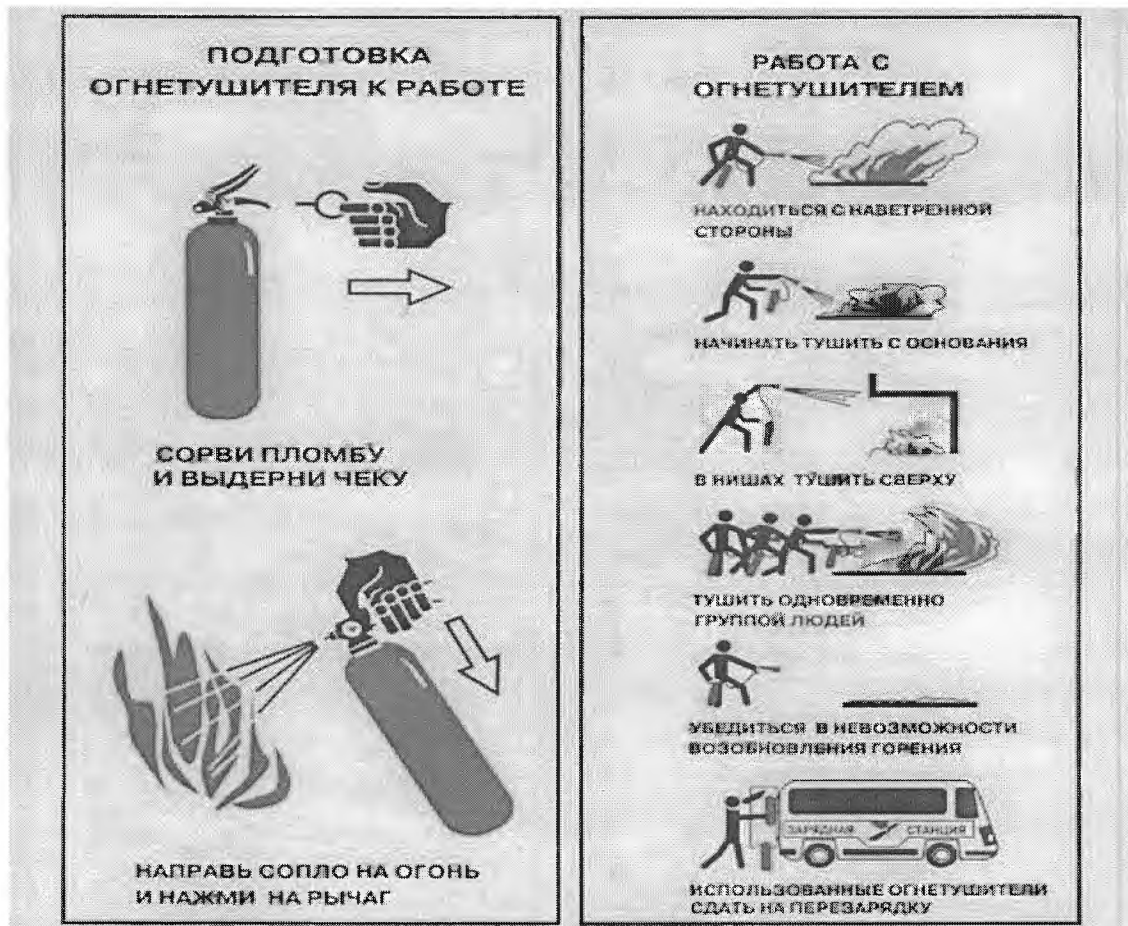 ПОДГОТОВКА
ОГНЕТУШИТЕЛЯ К РАБОТЕ
СОРВИ ПЛОМБУ
И ВЫДЕРНИ ЧЕКУ
НАПРАВЬ СОПЛО НА ОГОНЬ
И НАЖМИ НА РЫЧАГ
РАБОТА С
ОГНЕТУШИТЕЛЕМ
НАХОДИТЬСЯ С НАВЕТРЕННОЙ
СТОРОНЫ
НАЧИНАТЬ ТУШИТЬ С ОСНОВАНИЯ
В НИШАХ ТУШИТЬ СВЕРХУ
ТУШИТЬ ОДНОВРЕМЕННО
ГРУППОЙ ЛЮДЕЙ
УБЕДИТЬСЯ В НЕВОЗМОЖНОСТИ
ВОЗОБНОВЛЕНИЯ ГОРЕНИЯ
ЗАРЯДНАЯ СТАНЦИЯ
ИСПОЛЬЗОВАННЫЕ ОГНЕТУШИТЕЛИ
СДАТЬ НА ПЕРЕЗАРЯДКУ